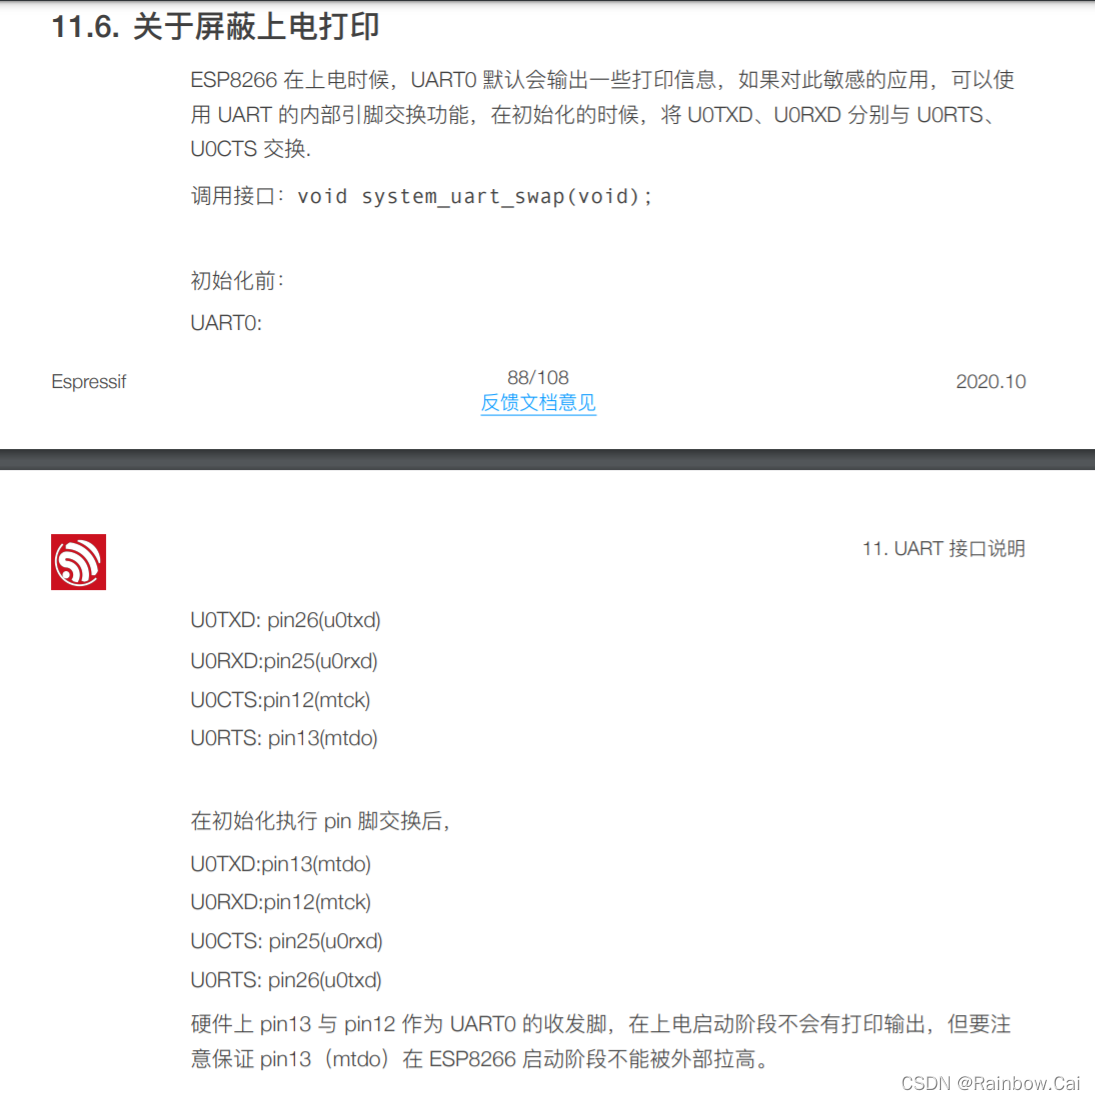 11.6. 关于屏蔽上电打印
ESP8266 在上电时候，UART0 默认会输出一些打印信息，如果对此敏感的应用，可以使
用 UART 的内部引脚交换功能，在初始化的时候，将 U0TXD、U0RXD 分别与 U0RTS、
U0CTS 交换.
调用接口：void system_uart_swap(void);
初始化前：
UART0:
Espressif
88/108
2020.10
反馈文档意见
11. UART 接口说明
U0TXD: pin26(u0txd)
U0RXD:pin25(u0rxd)
U0CTS:pin12(mtck)
U0RTS: pin13(mtdo)
在初始化执行 pin 脚交换后，
U0TXD:pin13(mtdo)
U0RXD:pin12(mtck)
U0CTS: pin25(u0rxd)
U0RTS: pin26(u0txd)
硬件上 pin13 与 pin12 作为 UART0 的收发脚，在上电启动阶段不会有打印输出，但要注
意保证 pin13（mtdo）在 ESP8266 启动阶段不能被外部拉高。
CSDN @Rainbow.Cai